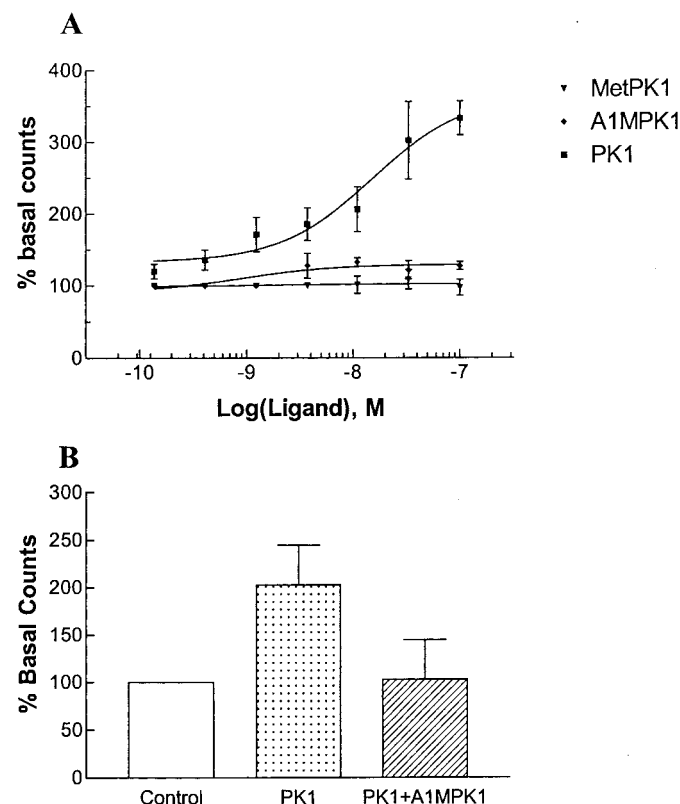 A
400
300
200
100
0
% basal counts
-10
-9
-8
-7
Log(Ligand), M
MetPK1
A1MPK1
PK1
B
300
250
200
150
100
50
0
% Basal Counts
Control
PK1
PK1+A1MPK1